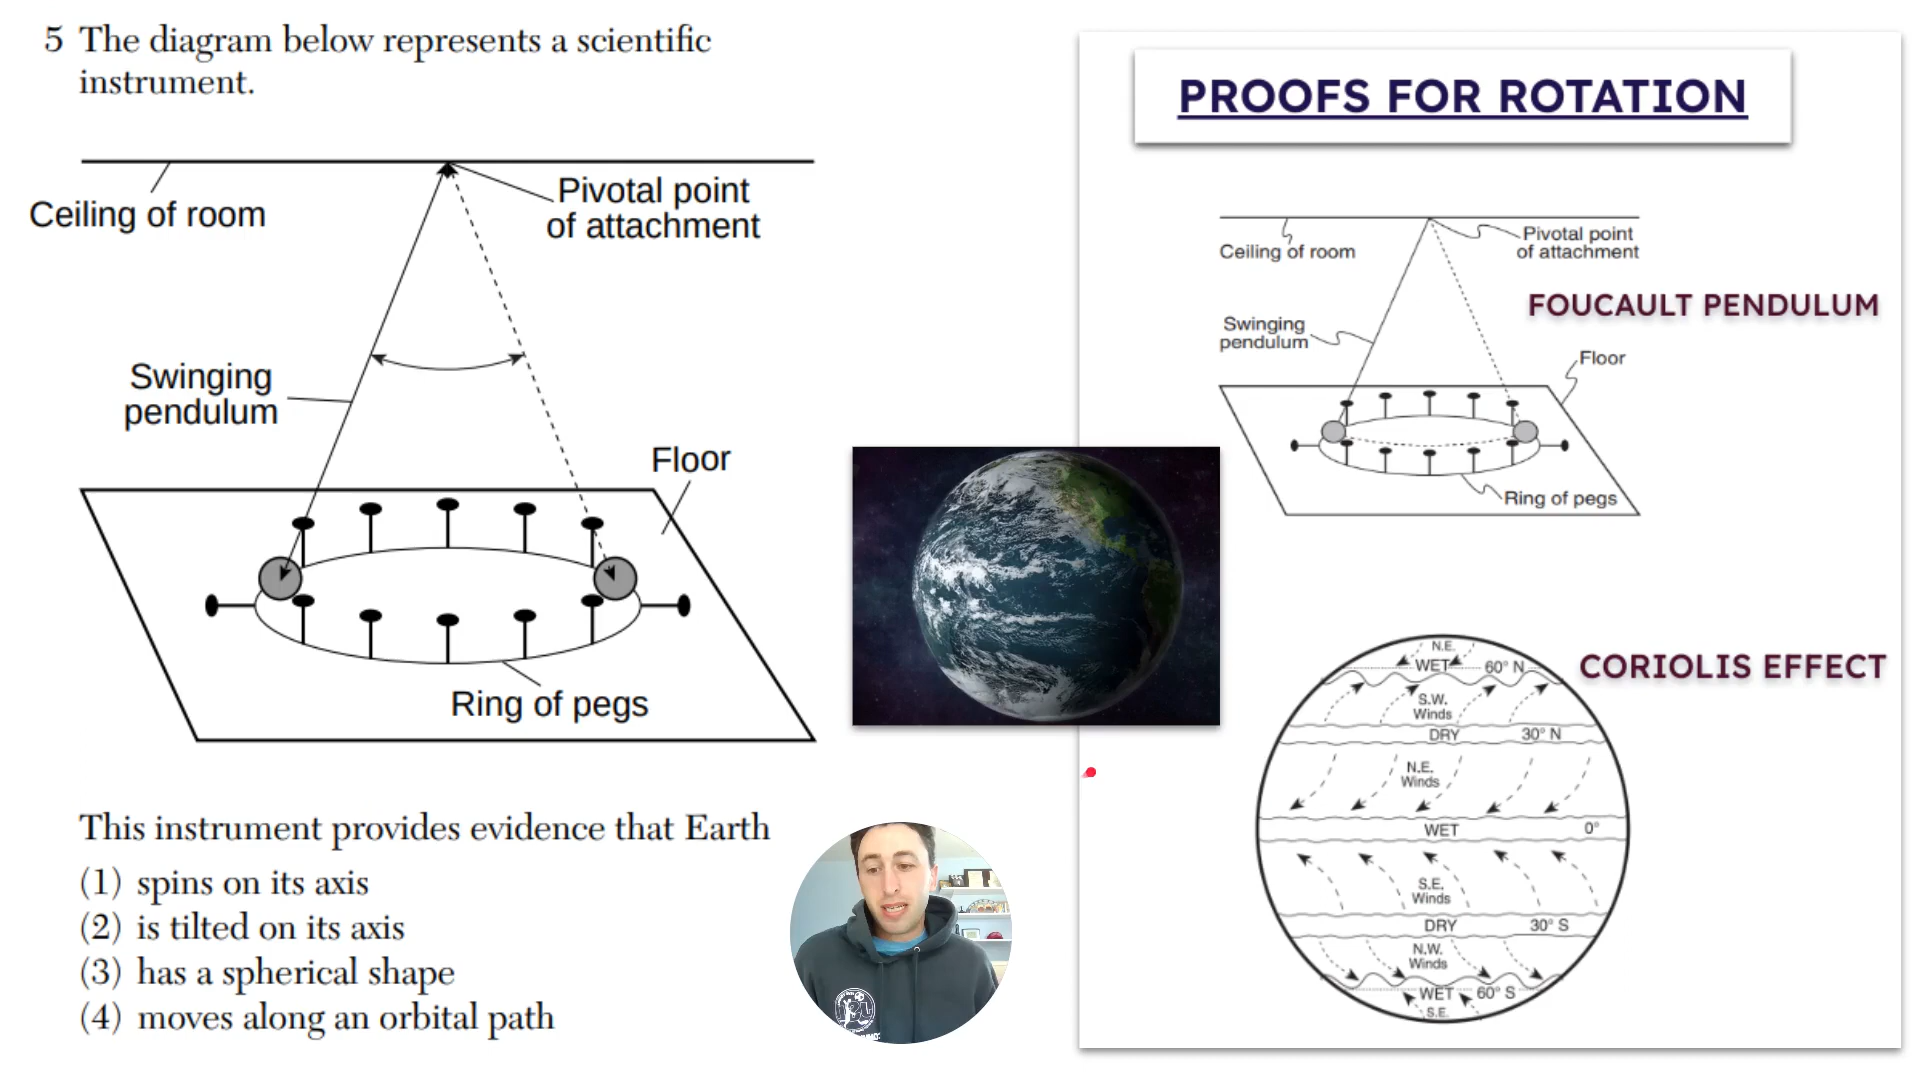 5 The diagram below represents a scientific
instrument.
Ceiling of room
Pivotal point
of attachment
Swinging
pendulum
Floor
Ring of pegs
This instrument provides evidence that Earth
(1) spins on its axis
(2) is tilted on its axis
(3) has a spherical shape
(4) moves along an orbital path
PROOFS FOR ROTATION
Ceiling of room
Pivotal point
of attachment
FOUCAULT PENDULUM
Swinging
pendulum
Floor
Ring of pegs
CORIOLIS EFFECT
N.E.
WET 60° N
S.W.
Winds
DRY 30° N
N.E.
Winds
WET 0°
S.E.
Winds
DRY 30° S
N.W.
Winds
WET 60° S
S.E.